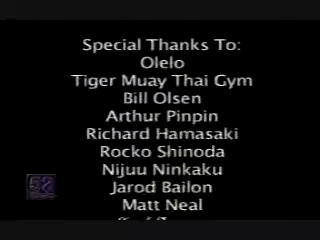 Special Thanks To:
Olelo
Tiger Muay Thai Gym
Bill Olsen
Arthur Pinpin
Richard Hamasaki
Rocko Shinoda
Nijuu Ninkaku
Jarod Bailon
Matt Neal
52